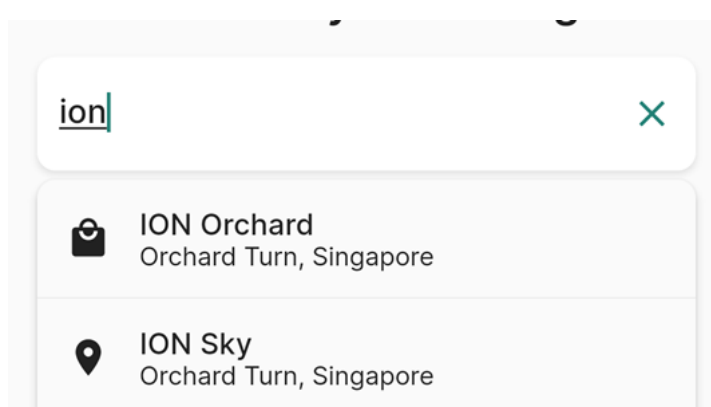 ion
ION Orchard
Orchard Turn, Singapore
ION Sky
Orchard Turn, Singapore